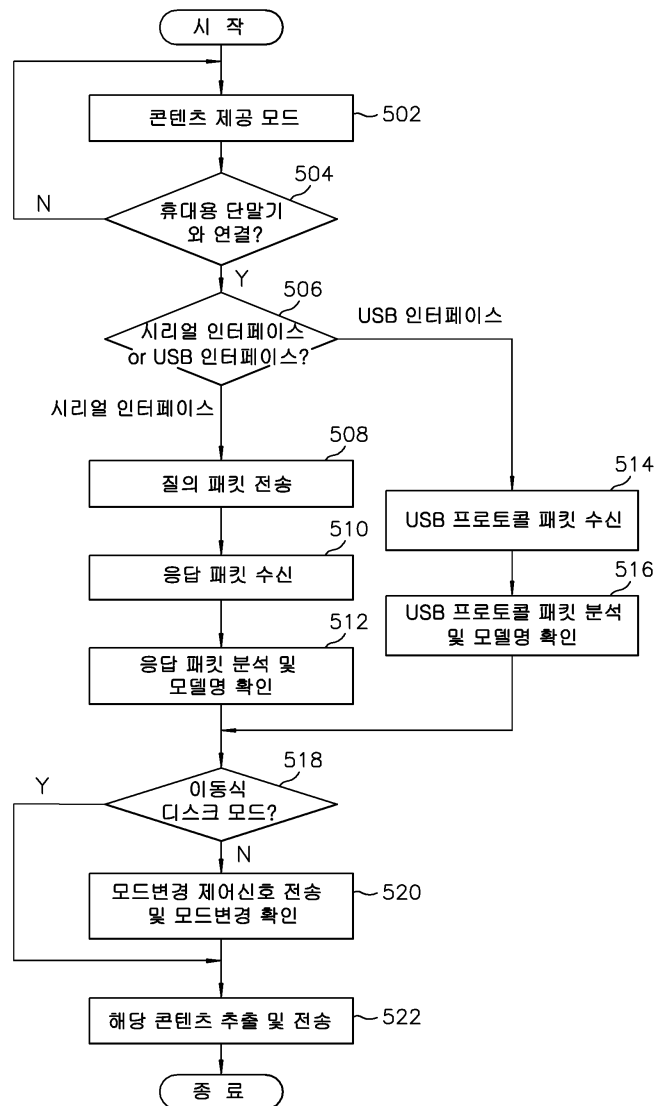 시 작
콘텐츠 제공 모드
502
504
휴대용 단말기
와 연결?
N
Y
506
시리얼 인터페이스
or USB 인터페이스?
USB 인터페이스
시리얼 인터페이스
508
질의 패킷 전송
510
응답 패킷 수신
512
응답 패킷 분석 및
모델명 확인
514
USB 프로토콜 패킷 수신
516
USB 프로토콜 패킷 분석
및 모델명 확인
518
이동식
디스크 모드?
Y
N
모드변경 제어신호 전송
및 모드변경 확인
520
해당 콘텐츠 추출 및 전송
522
종 료